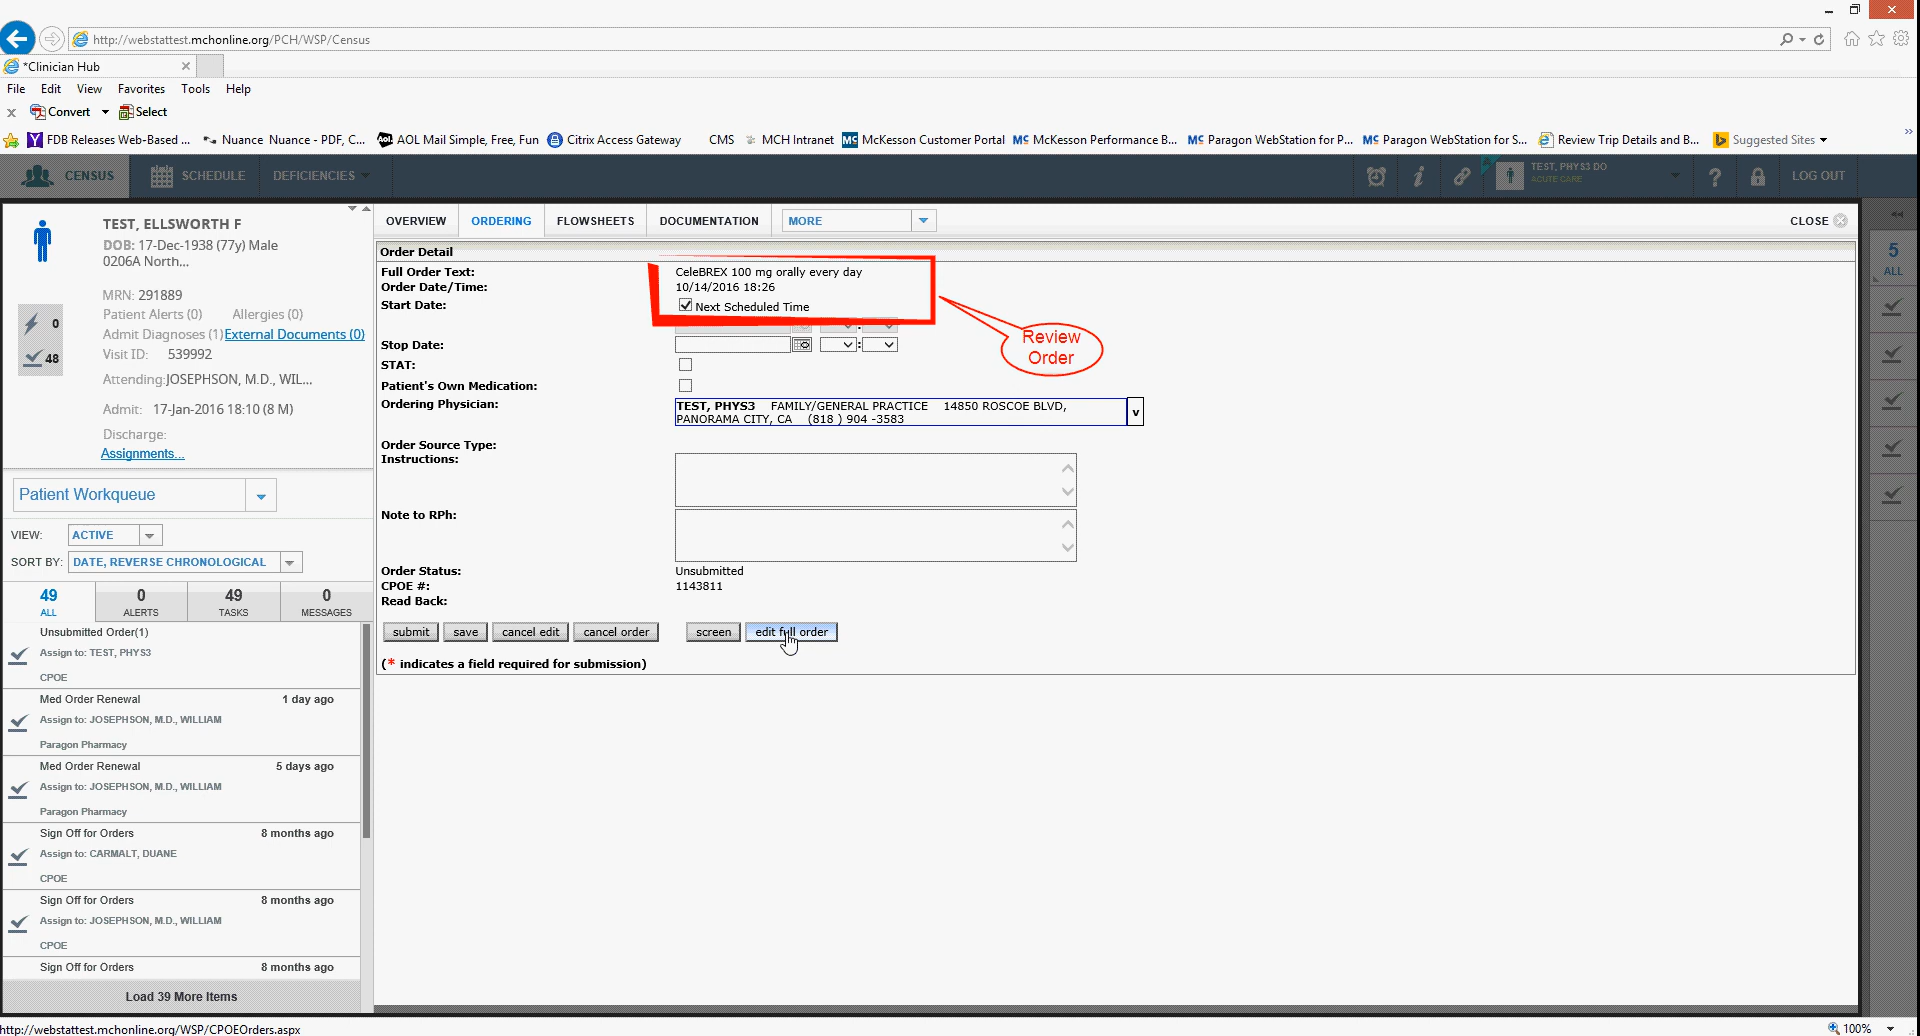 http://webstattest.mchonline.org/PCH/WSP/Census
*Clinician Hub
File Edit View Favorites Tools Help
x Convert Select
FDB Releases Web-Based ... Nuance Nuance - PDF, C... AOL Mail Simple, Free, Fun Citrix Access Gateway CMS MCH Intranet McKesson Customer Portal McKesson Performance B... Paragon WebStation for P... Paragon WebStation for S... Review Trip Details and B... Suggested Sites
CENSUS SCHEDULE DEFICIENCIES TEST, PHYS3 DO LOG OUT
ACUTE CARE
TEST, ELLSWORTH F
DOB: 17-Dec-1938 (77y) Male
0206A North...
MRN: 291889
Patient Alerts (0) Allergies (0)
Admit Diagnoses (1) External Documents (0)
Visit ID: 539992
Attending:JOSEPHSON, M.D., WIL...
Admit: 17-Jan-2016 18:10 (8 M)
Discharge:
Assignments...
0
48
Patient Workqueue
VIEW: ACTIVE
SORT BY: DATE, REVERSE CHRONOLOGICAL
49 0 49 0
ALL ALERTS TASKS MESSAGES
Unsubmitted Order(1)
Assign to: TEST, PHYS3
CPOE
Med Order Renewal 1 day ago
Assign to: JOSEPHSON, M.D., WILLIAM
Paragon Pharmacy
Med Order Renewal 5 days ago
Assign to: JOSEPHSON, M.D., WILLIAM
Paragon Pharmacy
Sign Off for Orders 8 months ago
Assign to: CARMALT, DUANE
CPOE
Sign Off for Orders 8 months ago
Assign to: JOSEPHSON, M.D., WILLIAM
CPOE
Sign Off for Orders 8 months ago
Load 39 More Items
OVERVIEW ORDERING FLOWSHEETS DOCUMENTATION MORE CLOSE
Order Detail
Full Order Text: CeleBREX 100 mg orally every day
Order Date/Time: 10/14/2016 18:26
Start Date: Next Scheduled Time
Stop Date: :
STAT:
Patient's Own Medication:
Ordering Physician: TEST, PHYS3 FAMILY/GENERAL PRACTICE 14850 ROSCOE BLVD,
PANORAMA CITY, CA (818 ) 904 -3583
v
Order Source Type:
Instructions:
Note to RPh:
Order Status: Unsubmitted
CPOE #: 1143811
Read Back:
submit save cancel edit cancel order screen edit full order
(* indicates a field required for submission)
Review
Order
5
ALL
http://webstattest.mchonline.org/WSP/CPOEOrders.aspx
100%